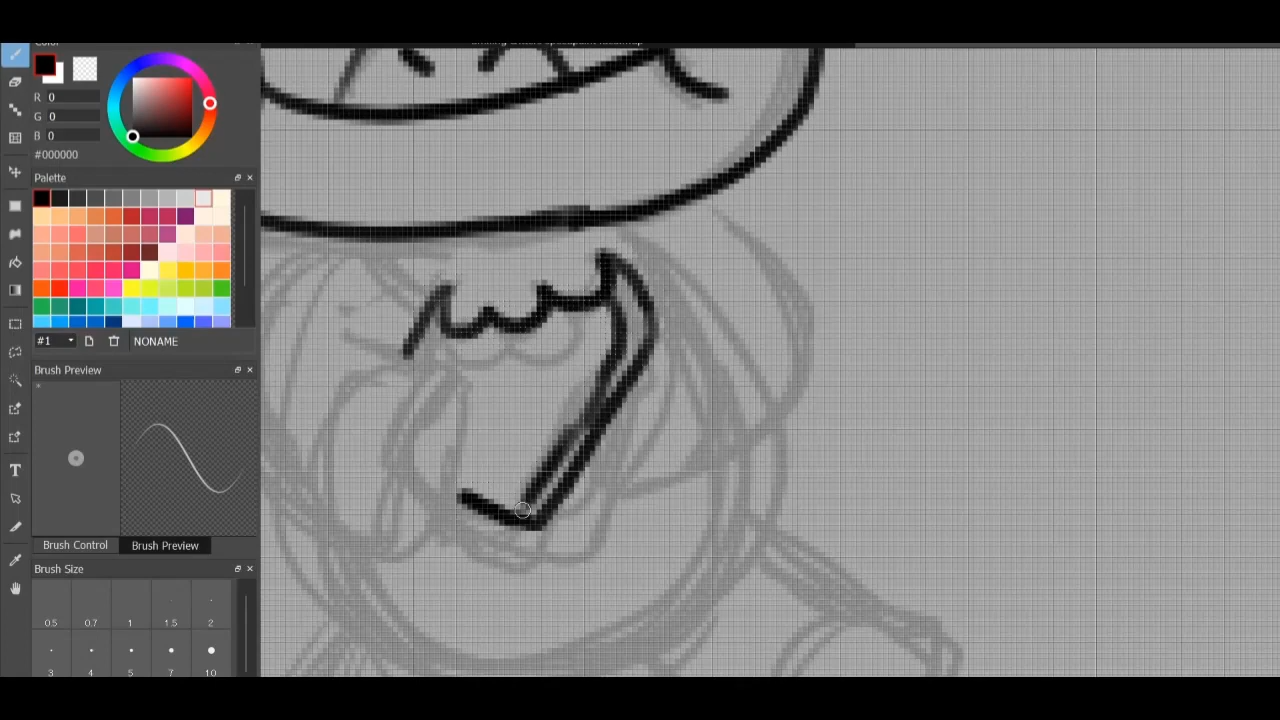 Color
R 0
G 0
B 0
#000000
Palette
#1 NONAME
Brush Preview
*
Brush Control Brush Preview
Brush Size
0.5 0.7 1 1.5 2
3 4 5 7 10
T